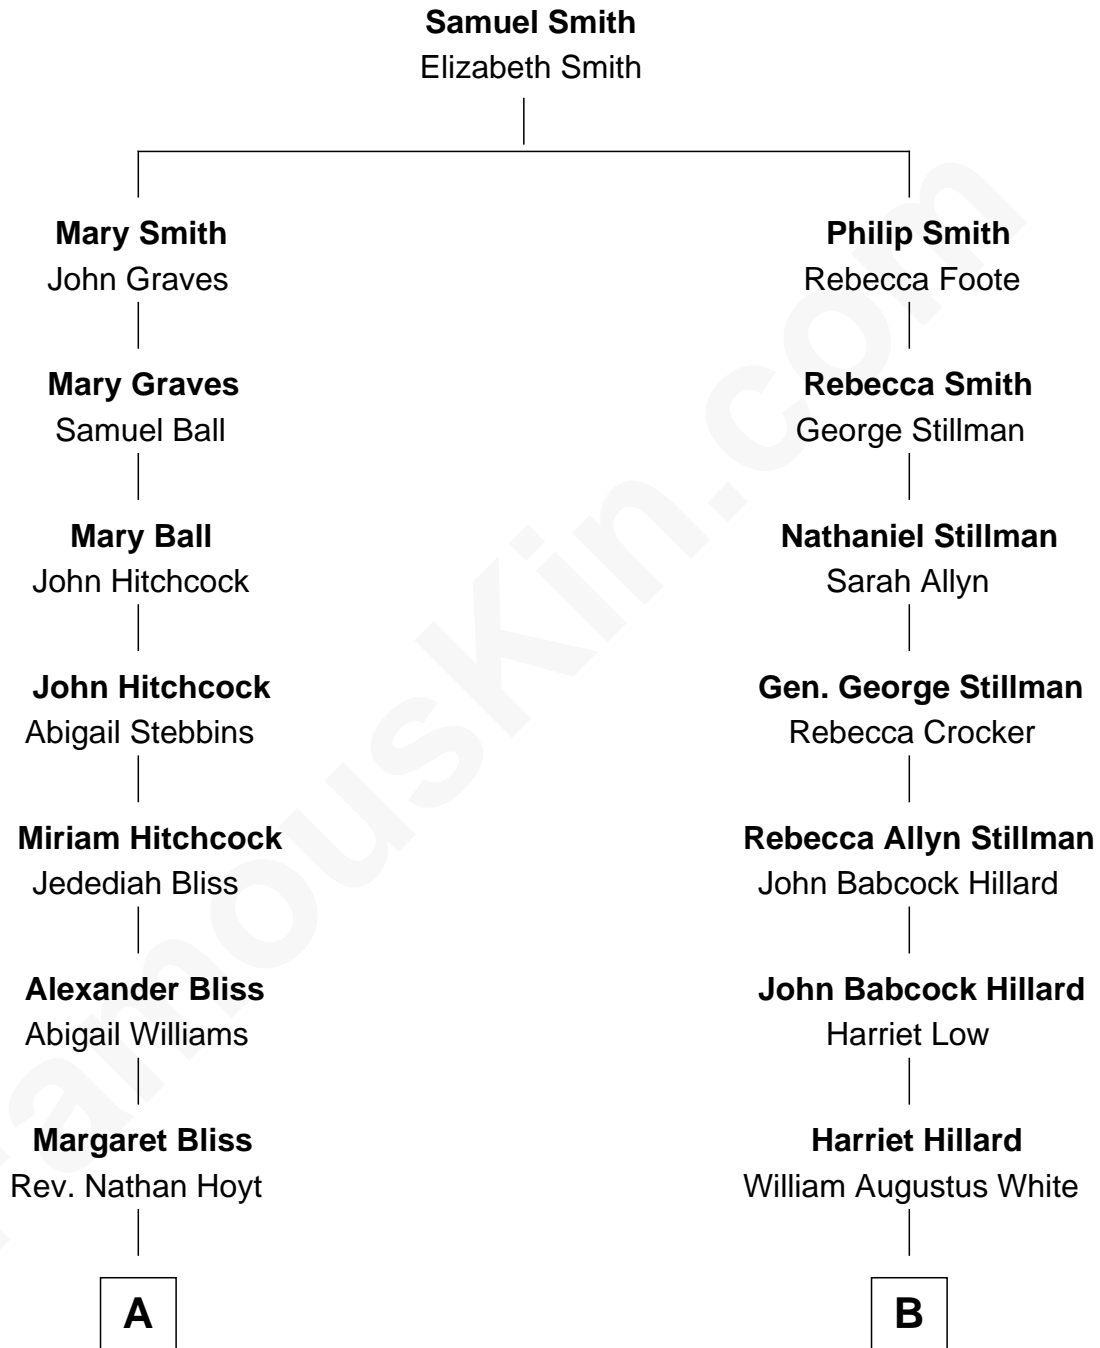 Samuel Smith
Elizabeth Smith
Mary Smith
John Graves
Philip Smith
Rebecca Foote
Mary Graves
Samuel Ball
Rebecca Smith
George Stillman
Mary Ball
John Hitchcock
Nathaniel Stillman
Sarah Allyn
John Hitchcock
Abigail Stebbins
Gen. George Stillman
Rebecca Crocker
Miriam Hitchcock
Jedediah Bliss
Rebecca Allyn Stillman
John Babcock Hillard
Alexander Bliss
Abigail Williams
John Babcock Hillard
Harriet Low
Margaret Bliss
Rev. Nathan Hoyt
Harriet Hillard
William Augustus White
A
B
FamousKin.com